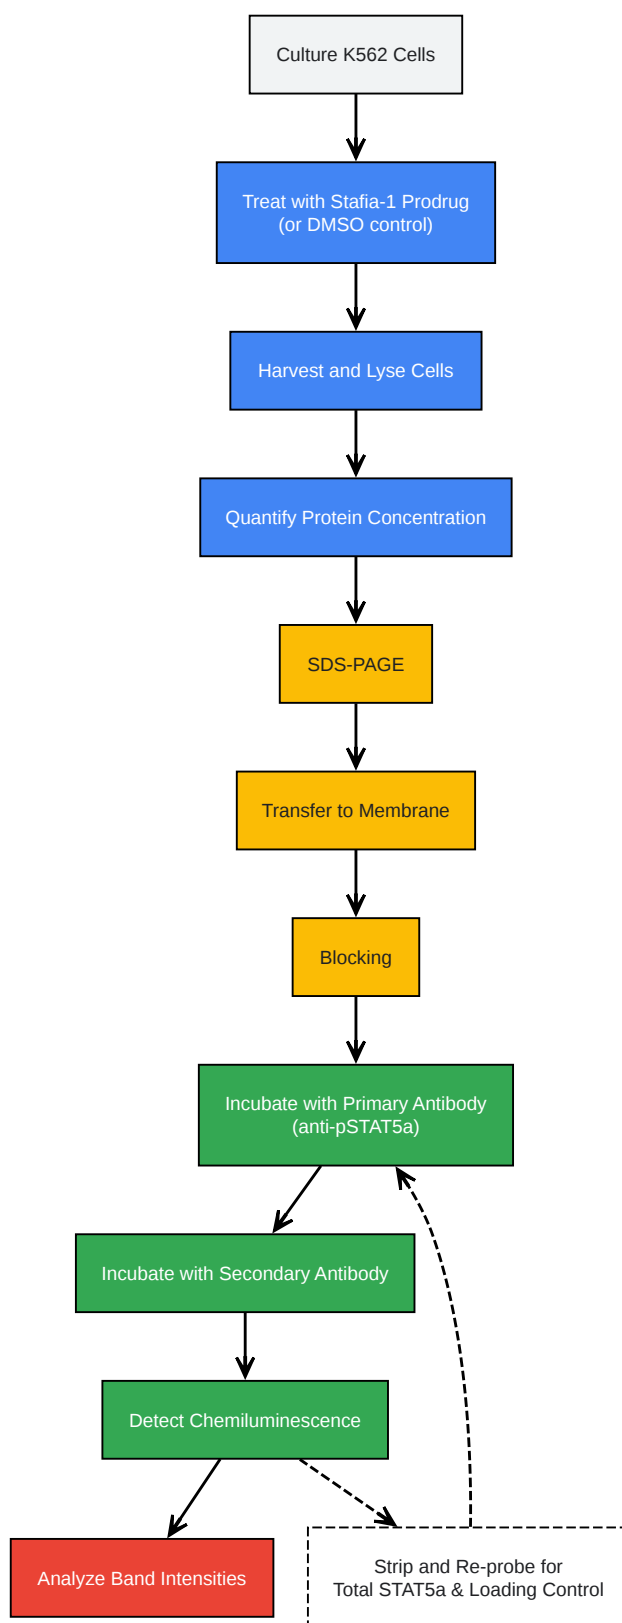 Culture K562 Cells
Treat with Stafia-1 Prodrug
(or DMSO control)
Harvest and Lyse Cells
Quantify Protein Concentration
SDS-PAGE
Transfer to Membrane
Blocking
Incubate with Primary Antibody
(anti-pSTAT5a)
Incubate with Secondary Antibody
Detect Chemiluminescence
Analyze Band Intensities
Strip and Re-probe for
Total STAT5a & Loading Control